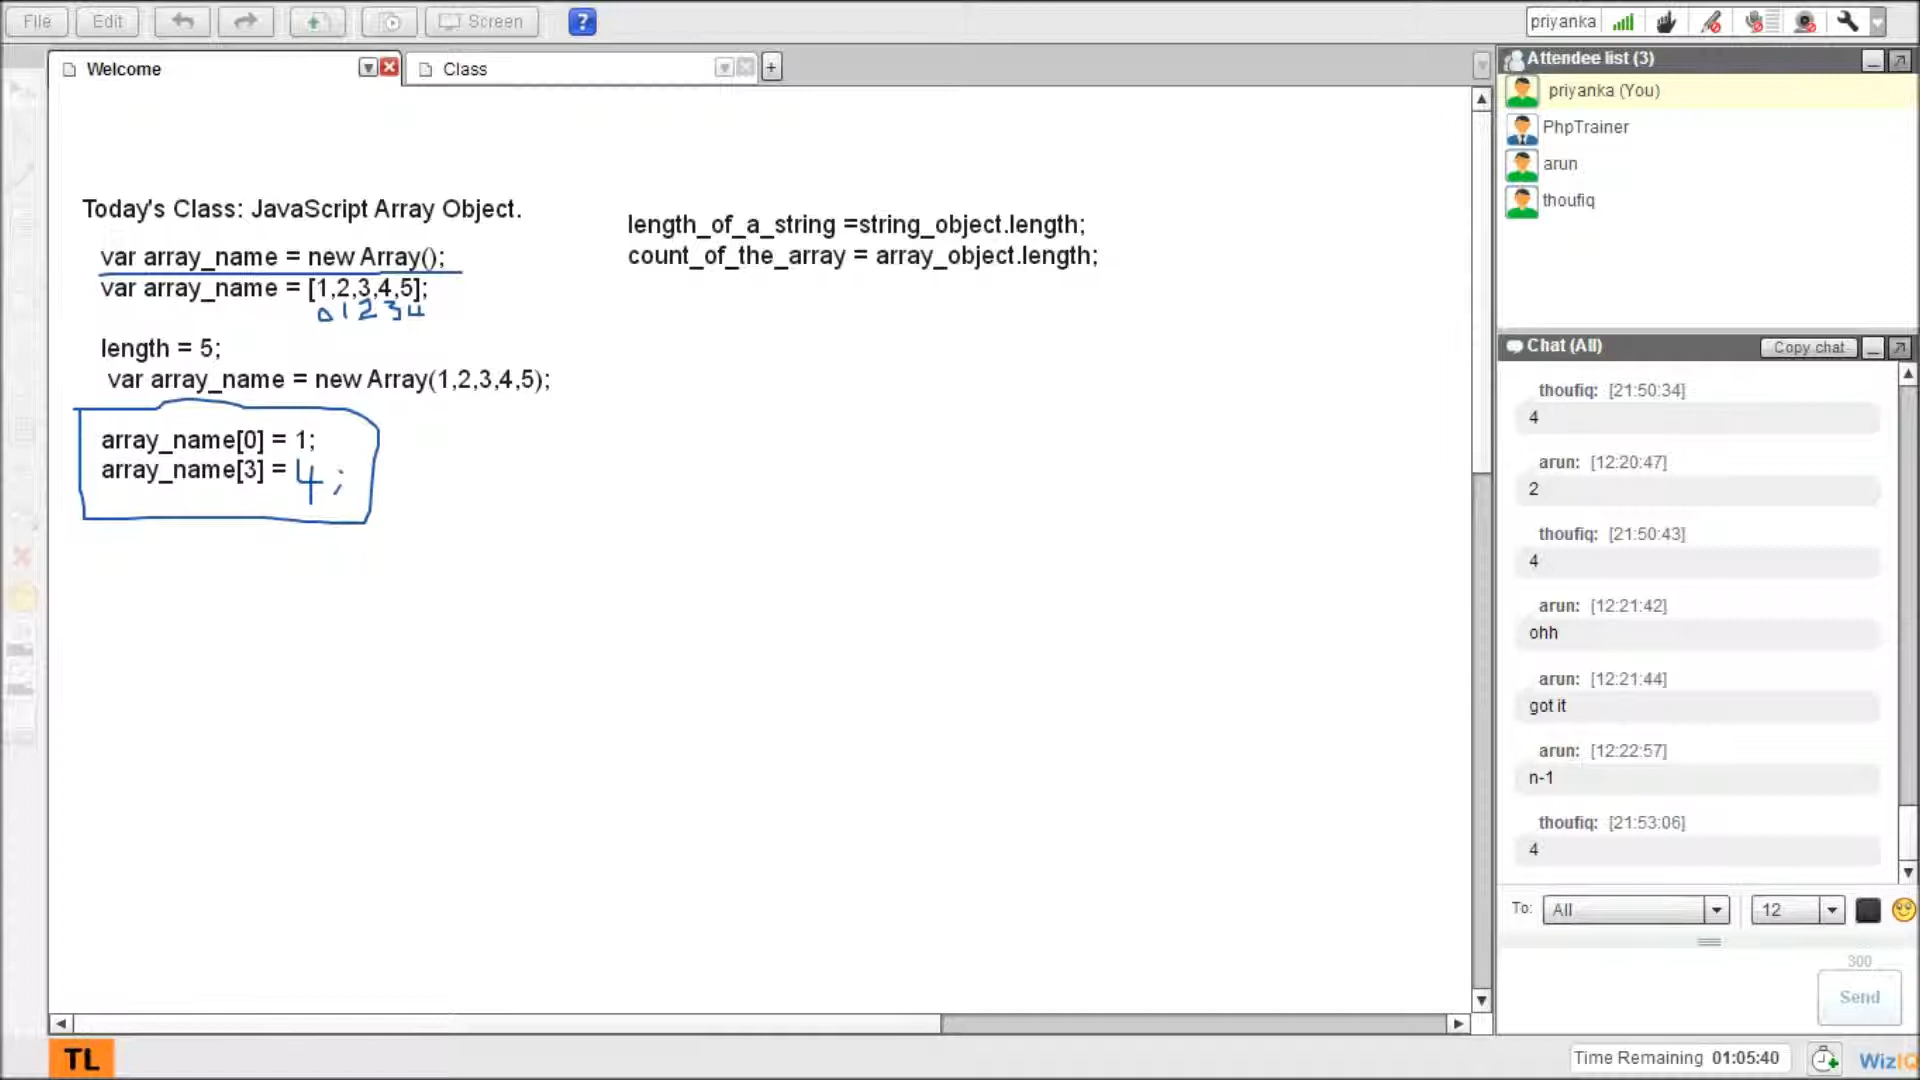 File Edit Screen ? priyanka
Welcome Class +
Today's Class: JavaScript Array Object.
var array_name = new Array();
var array_name = [1,2,3,4,5];
0 1 2 3 4
length = 5;
var array_name = new Array(1,2,3,4,5);
array_name[0] = 1;
array_name[3] = 4;
length_of_a_string =string_object.length;
count_of_the_array = array_object.length;
Attendee list (3)
priyanka (You)
PhpTrainer
arun
thoufiq
Chat (All) Copy chat
thoufiq: [21:50:34]
4
arun: [12:20:47]
2
thoufiq: [21:50:43]
4
arun: [12:21:42]
ohh
arun: [12:21:44]
got it
arun: [12:22:57]
n-1
thoufiq: [21:53:06]
4
To: All 12
300
Send
TL
Time Remaining 01:05:40
WizIQ